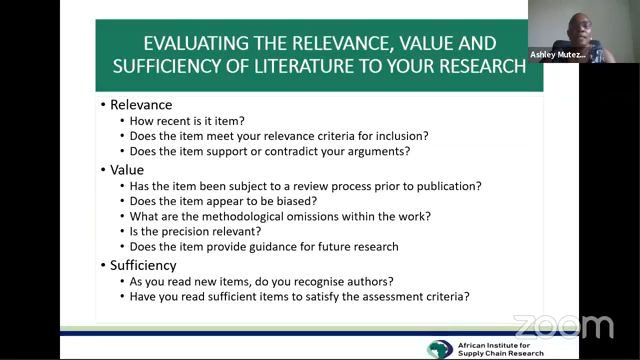 EVALUATING THE RELEVANCE, VALUE AND
SUFFICIENCY OF LITERATURE TO YOUR RESEARCH
Ashley Mutez...
• Relevance
• How recent is it item?
• Does the item meet your relevance criteria for inclusion?
• Does the item support or contradict your arguments?
• Value
• Has the item been subject to a review process prior to publication?
• Does the item appear to be biased?
• What are the methodological omissions within the work?
• Is the precision relevant?
• Does the item provide guidance for future research
• Sufficiency
• As you read new items, do you recognise authors?
• Have you read sufficient items to satisfy the assessment criteria?
zoom
African Institute for
Supply Chain Research